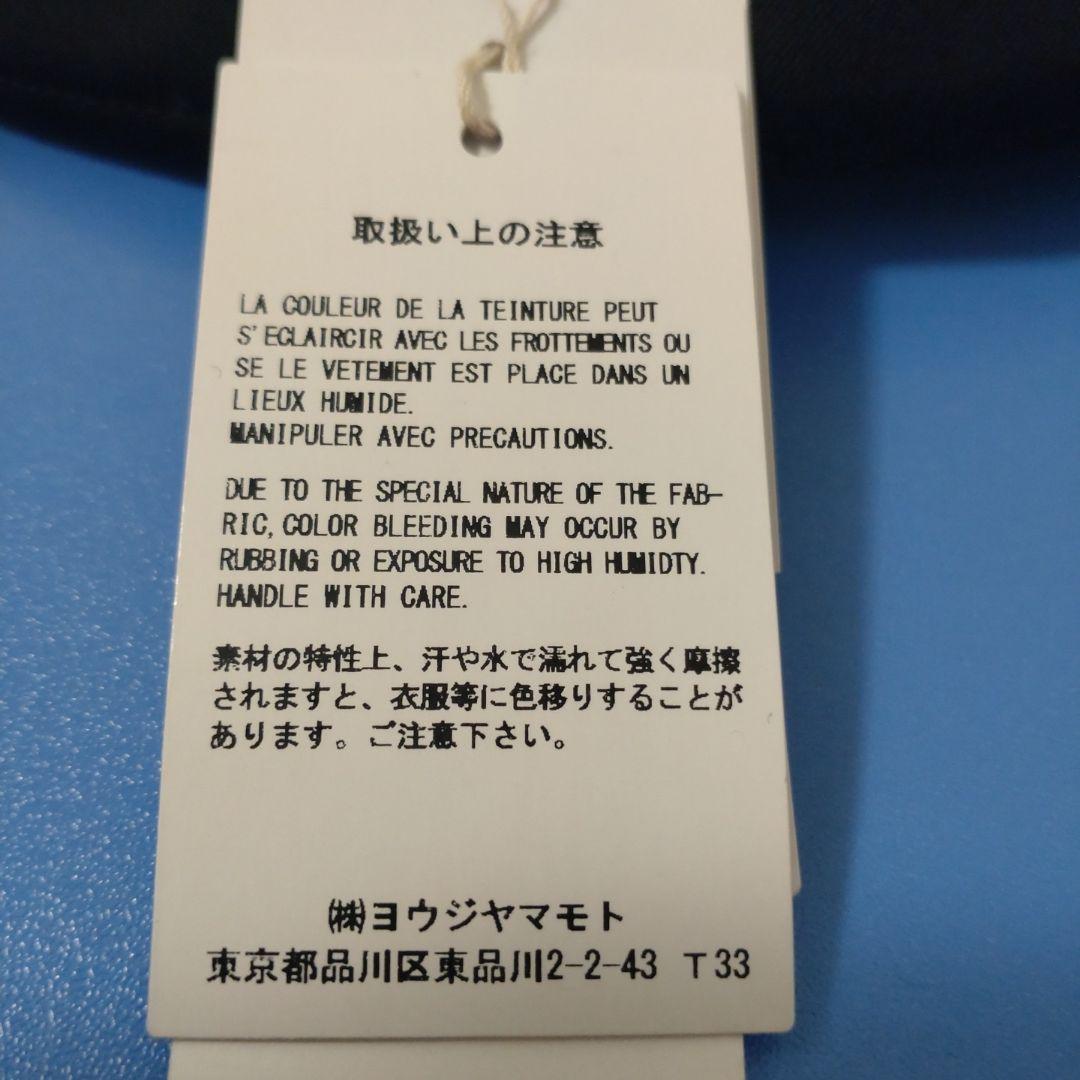 取扱い上の注意
LA COULEUR DE LA TEINTURE PEUT
S'ECLAIRCIR AVEC LES FROTTEMENTS OU
SE LE VETEMENT EST PLACE DANS UN
LIEUX HUMIDE.
MANIPULER AVEC PRECAUTIONS.
DUE TO THE SPECIAL NATURE OF THE FAB-
RIC, COLOR BLEEDING MAY OCCUR BY
RUBBING OR EXPOSURE TO HIGH HUMIDTY.
HANDLE WITH CARE.
素材の特性上、汗や水で濡れて強く摩擦
されますと、衣服等に色移りすることが
あります。ご注意下さい。
㈱ヨウジヤマモト
東京都品川区東品川2-2-43 T33